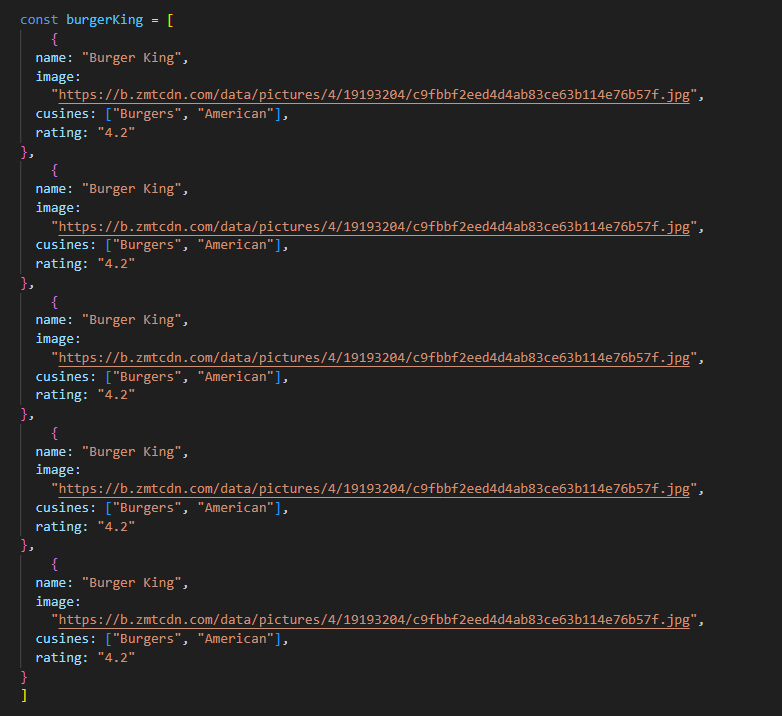 const burgerKing = [
{
name: "Burger King",
image:
"https://b.zmtcdn.com/data/pictures/4/19193204/c9fbbf2eed4d4ab83ce63b114e76b57f.jpg",
cusines: ["Burgers", "American"],
rating: "4.2"
},
{
name: "Burger King",
image:
"https://b.zmtcdn.com/data/pictures/4/19193204/c9fbbf2eed4d4ab83ce63b114e76b57f.jpg",
cusines: ["Burgers", "American"],
rating: "4.2"
},
{
name: "Burger King",
image:
"https://b.zmtcdn.com/data/pictures/4/19193204/c9fbbf2eed4d4ab83ce63b114e76b57f.jpg",
cusines: ["Burgers", "American"],
rating: "4.2"
},
{
name: "Burger King",
image:
"https://b.zmtcdn.com/data/pictures/4/19193204/c9fbbf2eed4d4ab83ce63b114e76b57f.jpg",
cusines: ["Burgers", "American"],
rating: "4.2"
},
{
name: "Burger King",
image:
"https://b.zmtcdn.com/data/pictures/4/19193204/c9fbbf2eed4d4ab83ce63b114e76b57f.jpg",
cusines: ["Burgers", "American"],
rating: "4.2"
}
]